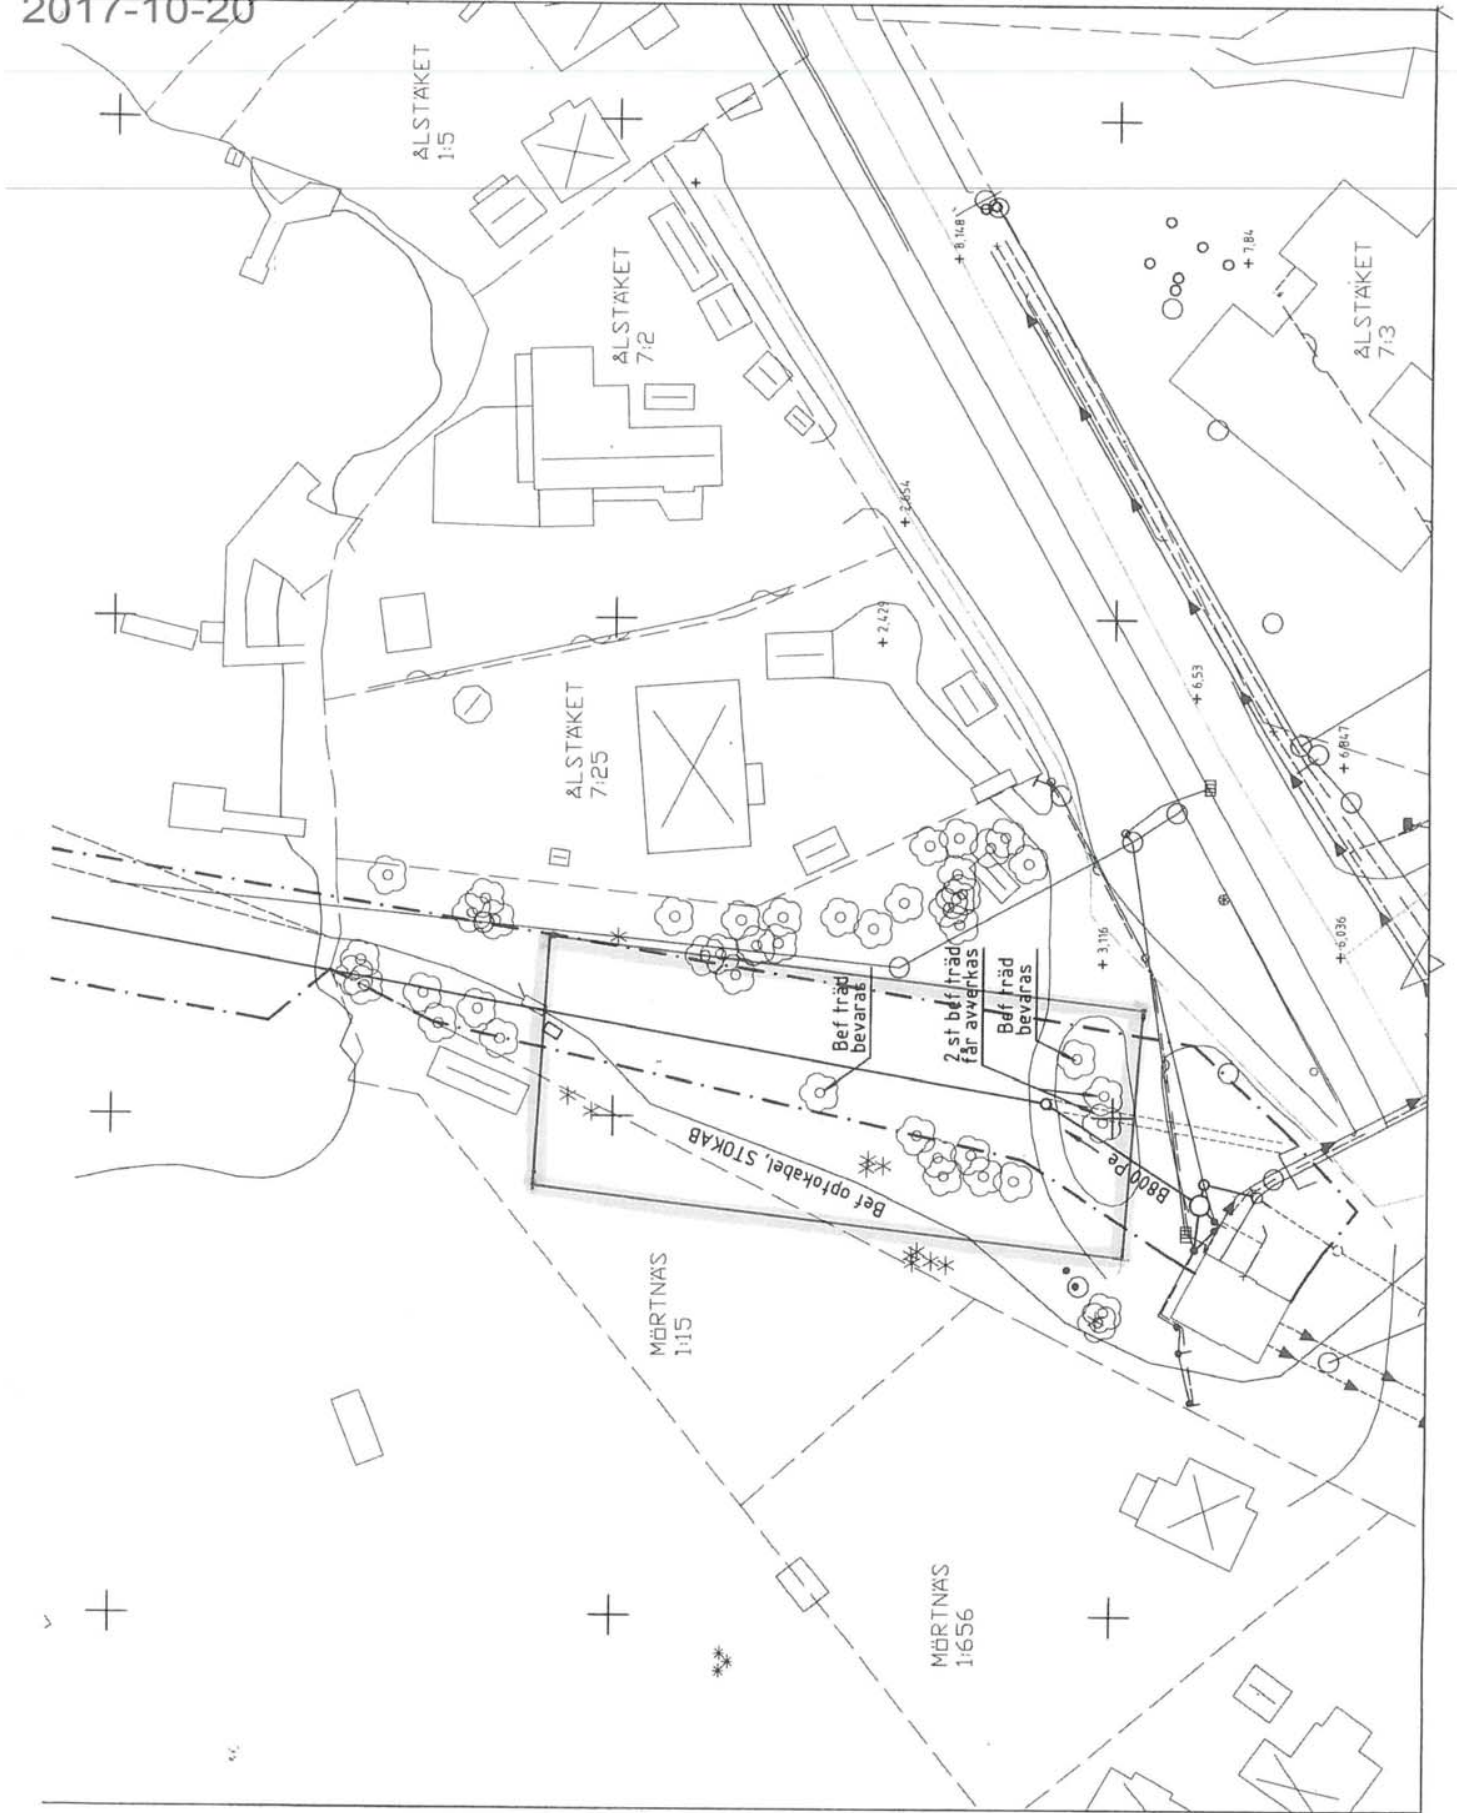 2017-10-20
ÅLSTÄKET
1:5
ÅLSTÄKET
7:2
ÅLSTÄKET
7:3
ÅLSTÄKET
7:25
+ 8,148
+ 7,84
+ 2,654
+ 2,429
+ 6,53
+ 6,847
+ 6,036
+ 3,116
Bef träd
bevaras
2 st bef träd
får avverkas
Bef träd
bevaras
Bef optokabel, STOKAB
B800 Pe
MÖRTNÄS
1:15
MÖRTNÄS
1:656